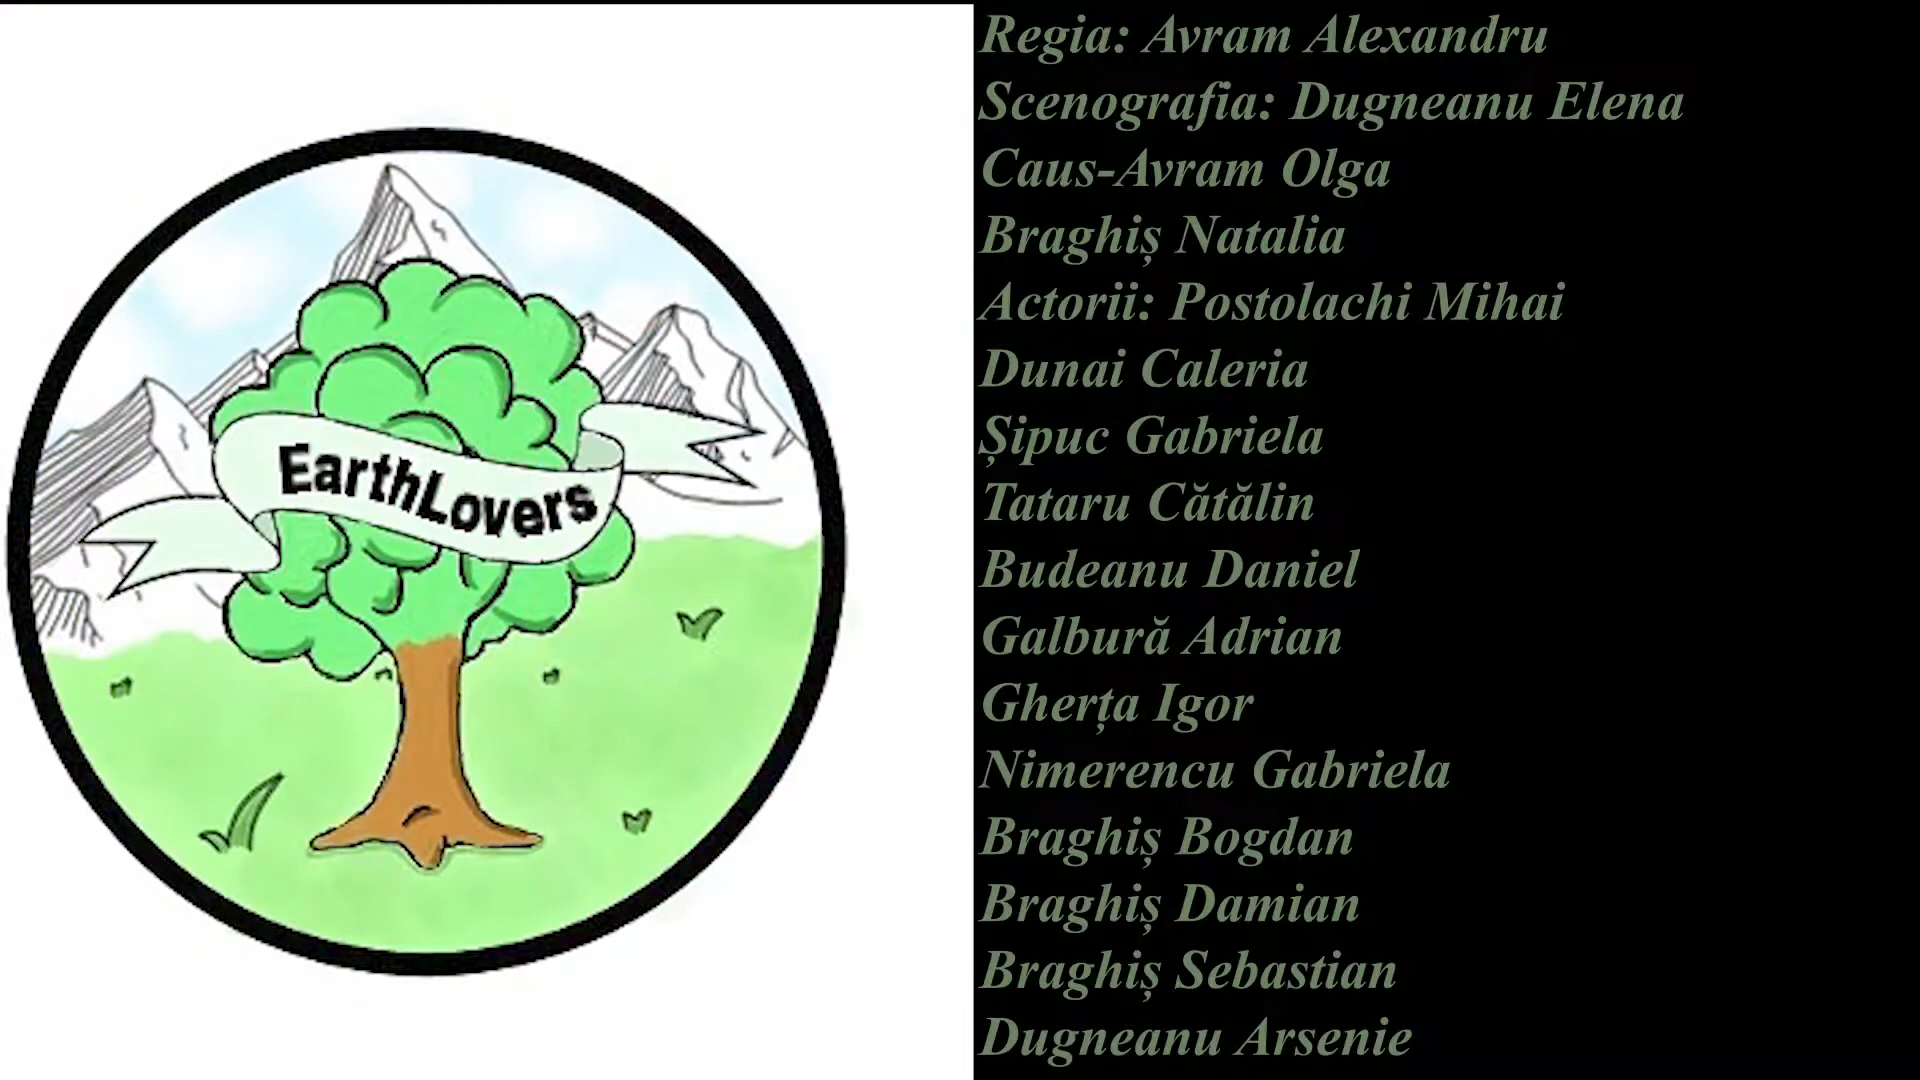 EarthLovers
Regia: Avram Alexandru
Scenografia: Dugneanu Elena
Caus-Avram Olga
Braghiș Natalia
Actorii: Postolachi Mihai
Dunai Caleria
Șipuc Gabriela
Tataru Cătălin
Budeanu Daniel
Galbură Adrian
Gherța Igor
Nimerencu Gabriela
Braghiș Bogdan
Braghiș Damian
Braghiș Sebastian
Dugneanu Arsenie